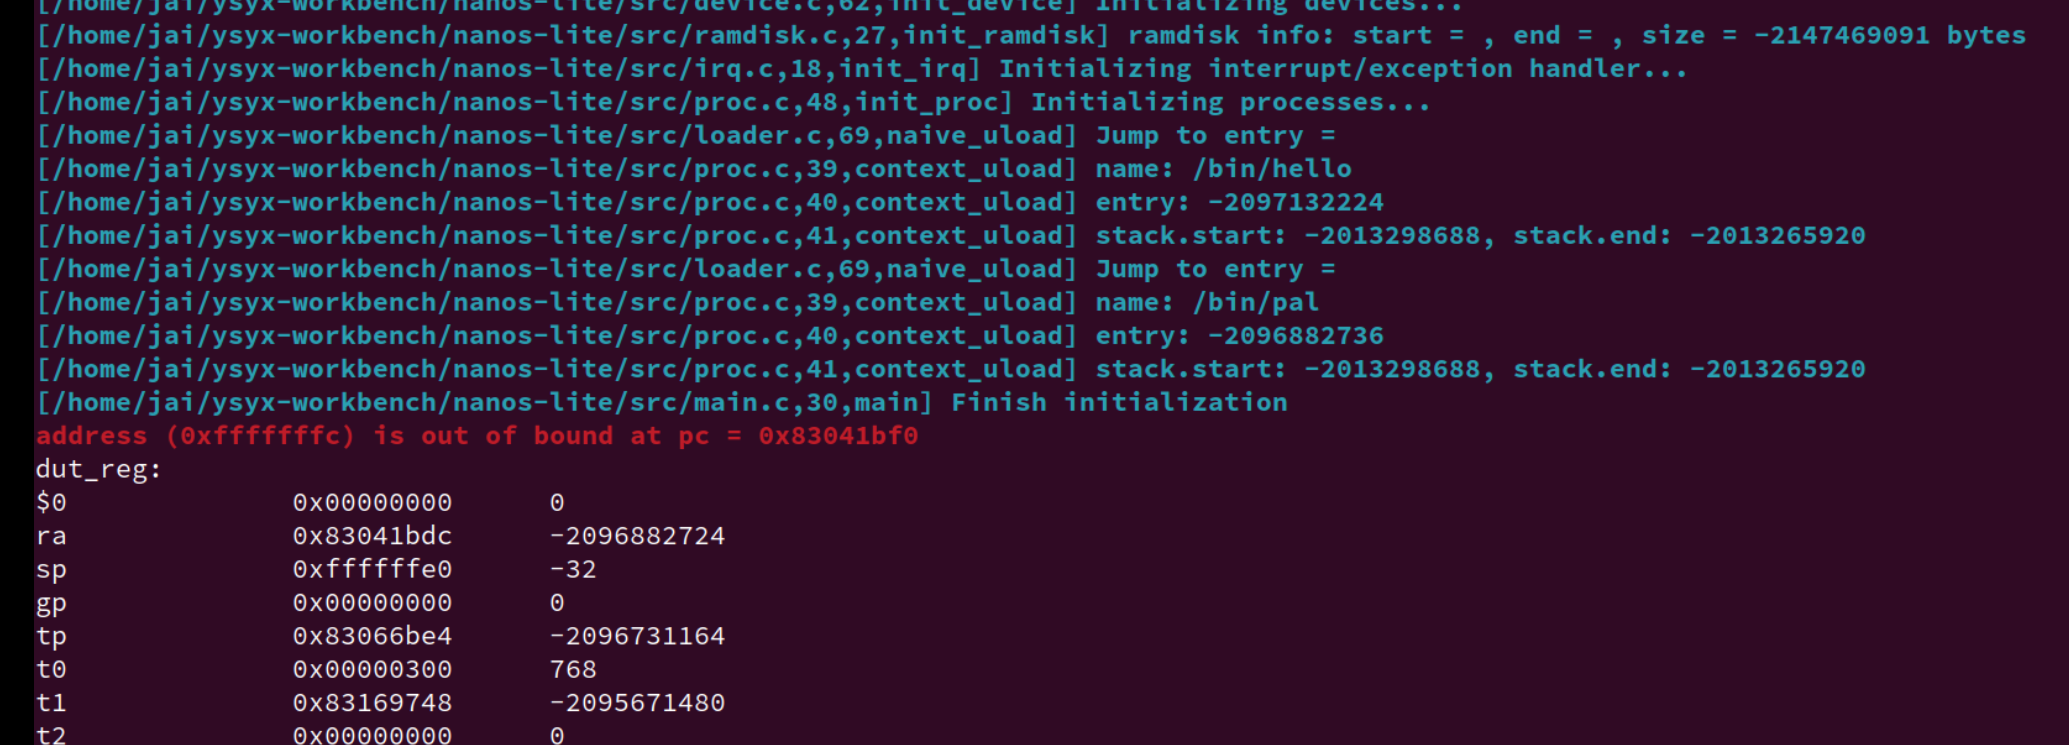 [/home/jai/ysyx-workbench/nanos-lite/src/device.c,62,init_device] Initializing devices...
[/home/jai/ysyx-workbench/nanos-lite/src/ramdisk.c,27,init_ramdisk] ramdisk info: start = , end = , size = -2147469091 bytes
[/home/jai/ysyx-workbench/nanos-lite/src/irq.c,18,init_irq] Initializing interrupt/exception handler...
[/home/jai/ysyx-workbench/nanos-lite/src/proc.c,48,init_proc] Initializing processes...
[/home/jai/ysyx-workbench/nanos-lite/src/loader.c,69,naive_uload] Jump to entry =
[/home/jai/ysyx-workbench/nanos-lite/src/proc.c,39,context_uload] name: /bin/hello
[/home/jai/ysyx-workbench/nanos-lite/src/proc.c,40,context_uload] entry: -2097132224
[/home/jai/ysyx-workbench/nanos-lite/src/proc.c,41,context_uload] stack.start: -2013298688, stack.end: -2013265920
[/home/jai/ysyx-workbench/nanos-lite/src/loader.c,69,naive_uload] Jump to entry =
[/home/jai/ysyx-workbench/nanos-lite/src/proc.c,39,context_uload] name: /bin/pal
[/home/jai/ysyx-workbench/nanos-lite/src/proc.c,40,context_uload] entry: -2096882736
[/home/jai/ysyx-workbench/nanos-lite/src/proc.c,41,context_uload] stack.start: -2013298688, stack.end: -2013265920
[/home/jai/ysyx-workbench/nanos-lite/src/main.c,30,main] Finish initialization
address (0xfffffffc) is out of bound at pc = 0x83041bf0
dut_reg:
$0 0x00000000 0
ra 0x83041bdc -2096882724
sp 0xffffffe0 -32
gp 0x00000000 0
tp 0x83066be4 -2096731164
t0 0x00000300 768
t1 0x83169748 -2095671480
t2 0x00000000 0